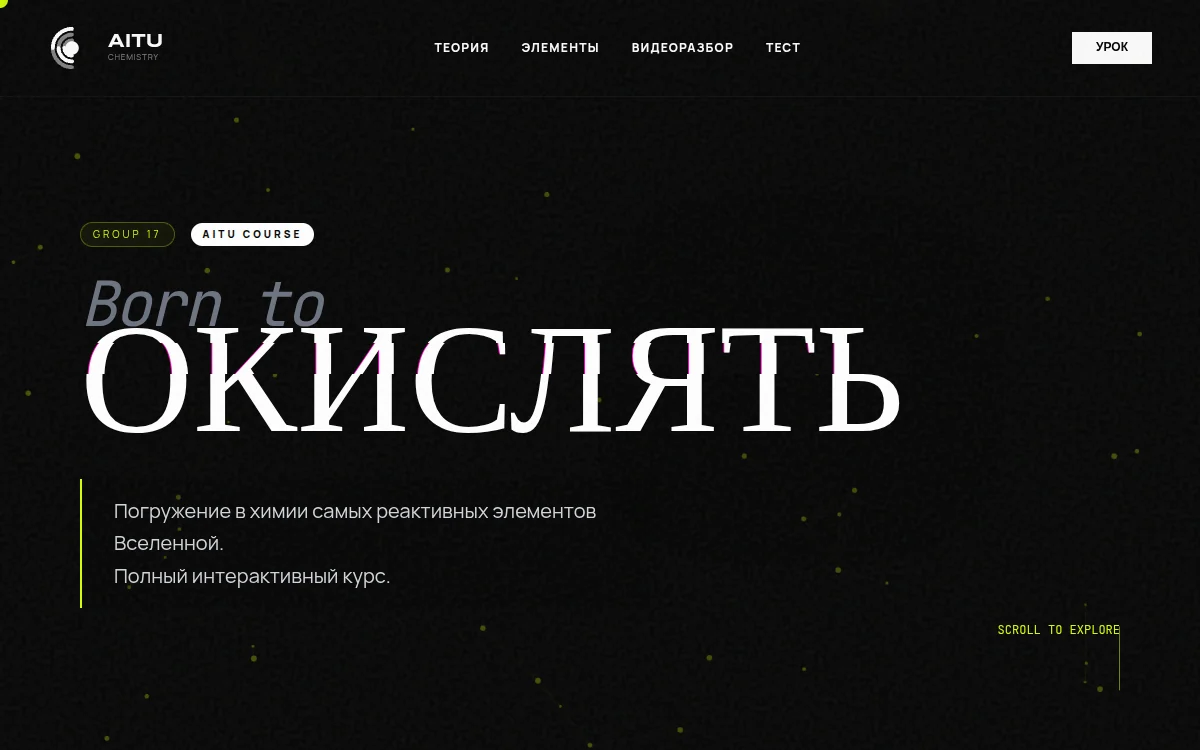 AITU
CHEMISTRY
ТЕОРИЯ
ЭЛЕМЕНТЫ
ВИДЕОРАЗБОР
ТЕСТ
УРОК
GROUP 17
AITU COURSE
Born to
ОКИСЛЯТЬ
Погружение в химии самых реактивных элементов
Вселенной.
Полный интерактивный курс.
SCROLL TO EXPLORE